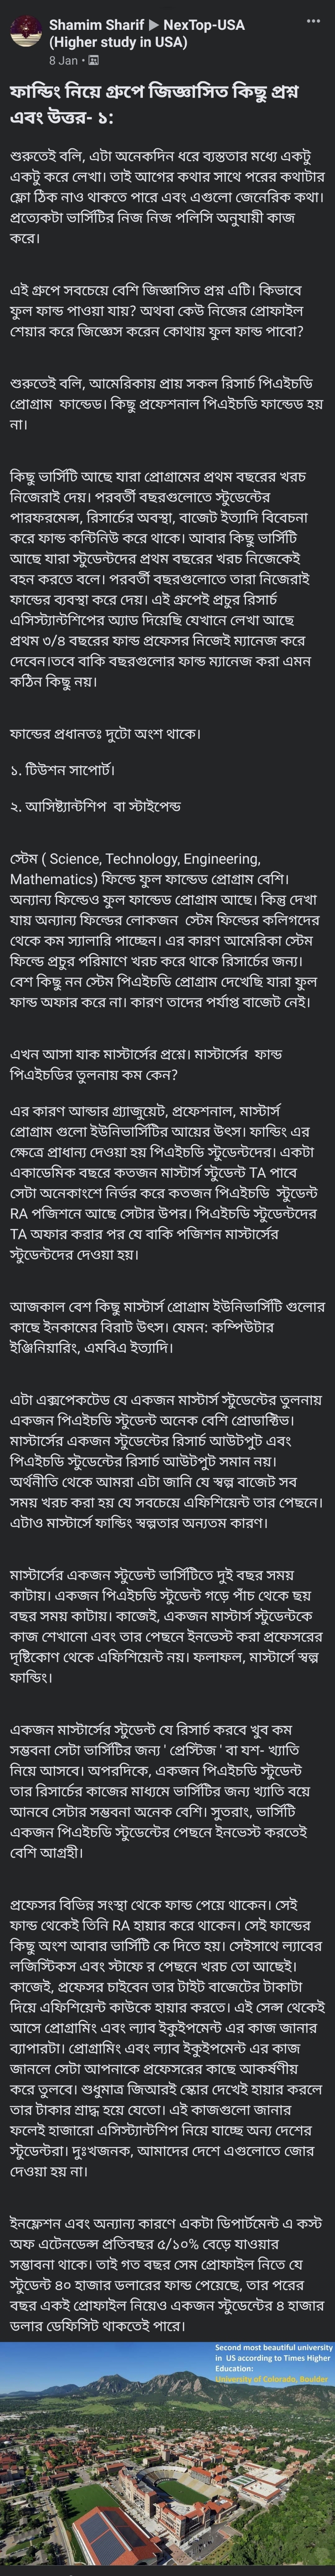 Shamim Sharif ▶ NexTop-USA
(Higher study in USA)
8 Jan •
ফান্ডিং নিয়ে গ্রুপে জিজ্ঞাসিত কিছু প্রশ্ন
এবং উত্তর- ১:
শুরুতেই বলি, এটা অনেকদিন ধরে ব্যস্ততার মধ্যে একটু
একটু করে লেখা। তাই আগের কথার সাথে পরের কথাটার
ফ্লো ঠিক নাও থাকতে পারে এবং এগুলো জেনেরিক কথা।
প্রত্যেকটা ভার্সিটির নিজ নিজ পলিসি অনুযায়ী কাজ
করে।
এই গ্রুপে সবচেয়ে বেশি জিজ্ঞাসিত প্রশ্ন এটি। কিভাবে
ফুল ফান্ড পাওয়া যায়? অথবা কেউ নিজের প্রোফাইল
শেয়ার করে জিজ্ঞেস করেন কোথায় ফুল ফান্ড পাবো?
শুরুতেই বলি, আমেরিকায় প্রায় সকল রিসার্চ পিএইচডি
প্রোগ্রাম ফান্ডেড। কিছু প্রফেশনাল পিএইচডি ফান্ডেড হয়
না।
কিছু ভার্সিটি আছে যারা প্রোগ্রামের প্রথম বছরের খরচ
নিজেরাই দেয়। পরবর্তী বছরগুলোতে স্টুডেন্টের
পারফরমেন্স, রিসার্চের অবস্থা, বাজেট ইত্যাদি বিবেচনা
করে ফান্ড কন্টিনিউ করে থাকে। আবার কিছু ভার্সিটি
আছে যারা স্টুডেন্টদের প্রথম বছরের খরচ নিজেকেই
বহন করতে বলে। পরবর্তী বছরগুলোতে তারা নিজেরাই
ফান্ডের ব্যবস্থা করে দেয়। এই গ্রুপেই প্রচুর রিসার্চ
এসিস্ট্যান্টশিপের অ্যাড দিয়েছি যেখানে লেখা আছে
প্রথম ৩/৪ বছরের ফান্ড প্রফেসর নিজেই ম্যানেজ করে
দেবেন।তবে বাকি বছরগুলোর ফান্ড ম্যানেজ করা এমন
কঠিন কিছু নয়।
ফান্ডের প্রধানতঃ দুটো অংশ থাকে।
১. টিউশন সাপোর্ট।
২. আসিষ্ট্যান্টশিপ বা স্টাইপেন্ড
স্টেম ( Science, Technology, Engineering,
Mathematics) ফিল্ডে ফুল ফান্ডেড প্রোগ্রাম বেশি।
অন্যান্য ফিল্ডেও ফুল ফান্ডেড প্রোগ্রাম আছে। কিন্তু দেখা
যায় অন্যান্য ফিল্ডের লোকজন স্টেম ফিল্ডের কলিগদের
থেকে কম স্যালারি পাচ্ছেন। এর কারণ আমেরিকা স্টেম
ফিল্ডে প্রচুর পরিমাণে খরচ করে থাকে রিসার্চের জন্য।
বেশ কিছু নন স্টেম পিএইচডি প্রোগ্রাম দেখেছি যারা ফুল
ফান্ড অফার করে না। কারণ তাদের পর্যাপ্ত বাজেট নেই।
এখন আসা যাক মাস্টার্সের প্রশ্নে। মাস্টার্সের ফান্ড
পিএইচডির তুলনায় কম কেন?
এর কারণ আন্ডার গ্র্যাজুয়েট, প্রফেশনাল, মাস্টার্স
প্রোগ্রাম গুলো ইউনিভার্সিটির আয়ের উৎস। ফান্ডিং এর
ক্ষেত্রে প্রাধান্য দেওয়া হয় পিএইচডি স্টুডেন্টদের। একটা
একাডেমিক বছরে কতজন মাস্টার্স স্টুডেন্ট TA পাবে
সেটা অনেকাংশে নির্ভর করে কতজন পিএইচডি স্টুডেন্ট
RA পজিশনে আছে সেটার উপর। পিএইচডি স্টুডেন্টদের
TA অফার করার পর যে বাকি পজিশন মাস্টার্সের
স্টুডেন্টদের দেওয়া হয়।
আজকাল বেশ কিছু মাস্টার্স প্রোগ্রাম ইউনিভার্সিটি গুলোর
কাছে ইনকামের বিরাট উৎস। যেমন: কম্পিউটার
ইঞ্জিনিয়ারিং, এমবিএ ইত্যাদি।
এটা এক্সপেকটেড যে একজন মাস্টার্স স্টুডেন্টের তুলনায়
একজন পিএইচডি স্টুডেন্ট অনেক বেশি প্রোডাক্টিভ।
মাস্টার্সের একজন স্টুডেন্টের রিসার্চ আউটপুট এবং
পিএইচডি স্টুডেন্টের রিসার্চ আউটপুট সমান নয়।
অর্থনীতি থেকে আমরা এটা জানি যে স্বল্প বাজেট সব
সময় খরচ করা হয় যে সবচেয়ে এফিশিয়েন্ট তার পেছনে।
এটাও মাস্টার্সে ফান্ডিং স্বল্পতার অন্যতম কারণ।
মাস্টার্সের একজন স্টুডেন্ট ভার্সিটিতে দুই বছর সময়
কাটায়। একজন পিএইচডি স্টুডেন্ট গড়ে পাঁচ থেকে ছয়
বছর সময় কাটায়। কাজেই, একজন মাস্টার্স স্টুডেন্টকে
কাজ শেখানো এবং তার পেছনে ইনভেস্ট করা প্রফেসরের
দৃষ্টিকোণ থেকে এফিশিয়েন্ট নয়। ফলাফল, মাস্টার্সে স্বল্প
ফান্ডিং।
একজন মাস্টার্সের স্টুডেন্ট যে রিসার্চ করবে খুব কম
সম্ভবনা সেটা ভার্সিটির জন্য ' প্রেস্টিজ ' বা যশ- খ্যাতি
নিয়ে আসবে। অপরদিকে, একজন পিএইচডি স্টুডেন্ট
তার রিসার্চের কাজের মাধ্যমে ভার্সিটির জন্য খ্যাতি বয়ে
আনবে সেটার সম্ভবনা অনেক বেশি। সুতরাং, ভার্সিটি
একজন পিএইচডি স্টুডেন্টের পেছনে ইনভেস্ট করতেই
বেশি আগ্রহী।
প্রফেসর বিভিন্ন সংস্থা থেকে ফান্ড পেয়ে থাকেন। সেই
ফান্ড থেকেই তিনি RA হায়ার করে থাকেন। সেই ফান্ডের
কিছু অংশ আবার ভার্সিটি কে দিতে হয়। সেইসাথে ল্যাবের
লজিস্টিকস এবং স্টাফে র পেছনে খরচ তো আছেই।
কাজেই, প্রফেসর চাইবেন তার টাইট বাজেটের টাকাটা
দিয়ে এফিশিয়েন্ট কাউকে হায়ার করতে। এই সেন্স থেকেই
আসে প্রোগ্রামিং এবং ল্যাব ইকুইপমেন্ট এর কাজ জানার
ব্যাপারটা। প্রোগ্রামিং এবং ল্যাব ইকুইপমেন্ট এর কাজ
জানলে সেটা আপনাকে প্রফেসরের কাছে আকর্ষণীয়
করে তুলবে। শুধুমাত্র জিআরই স্কোর দেখেই হায়ার করলে
তার টাকার শ্রাদ্ধ হয়ে যেতো। এই কাজগুলো জানার
ফলেই হাজারো এসিস্ট্যান্টশিপ নিয়ে যাচ্ছে অন্য দেশের
স্টুডেন্টরা। দুঃখজনক, আমাদের দেশে এগুলোতে জোর
দেওয়া হয় না।
ইনফ্লেশন এবং অন্যান্য কারণে একটা ডিপার্টমেন্ট এ কস্ট
অফ এটেনডেন্স প্রতিবছর ৫/১০% বেড়ে যাওয়ার
সম্ভাবনা থাকে। তাই গত বছর সেম প্রোফাইল নিতে যে
স্টুডেন্ট ৪০ হাজার ডলারের ফান্ড পেয়েছে, তার পরের
বছর একই প্রোফাইল নিয়েও একজন স্টুডেন্টের ৪ হাজার
ডলার ডেফিসিট থাকতেই পারে।
Second most beautiful university
in US according to Times Higher
Education:
University of Colorado, Boulder